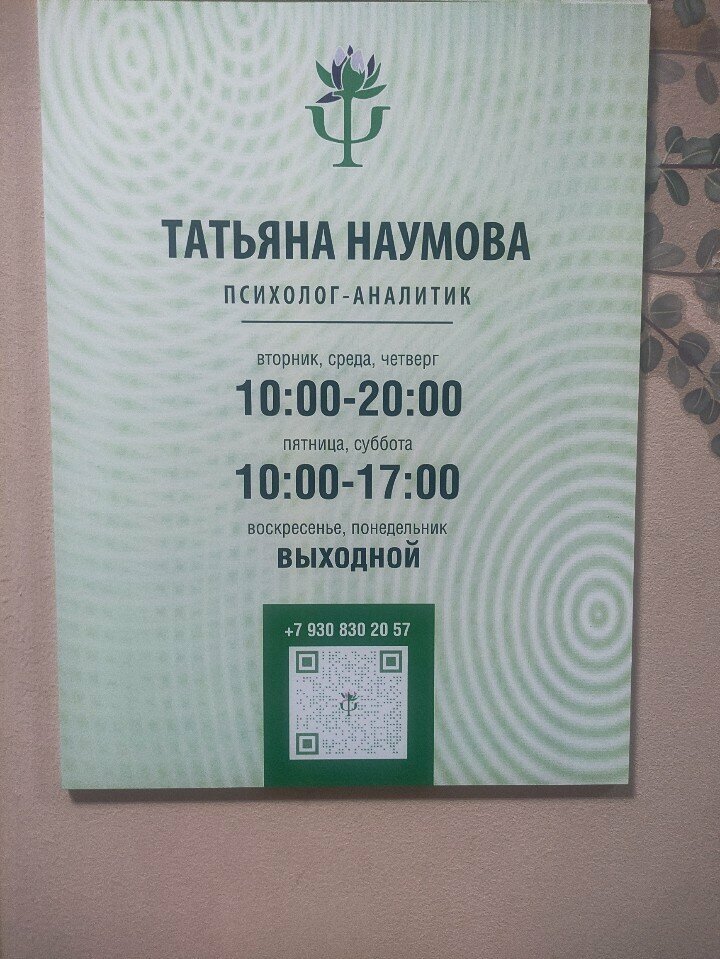 ТАТЬЯНА НАУМОВА
ПСИХОЛОГ-АНАЛИТИК
вторник, среда, четверг
10:00-20:00
пятница, суббота
10:00-17:00
воскресенье, понедельник
ВЫХОДНОЙ
+7 930 830 20 57